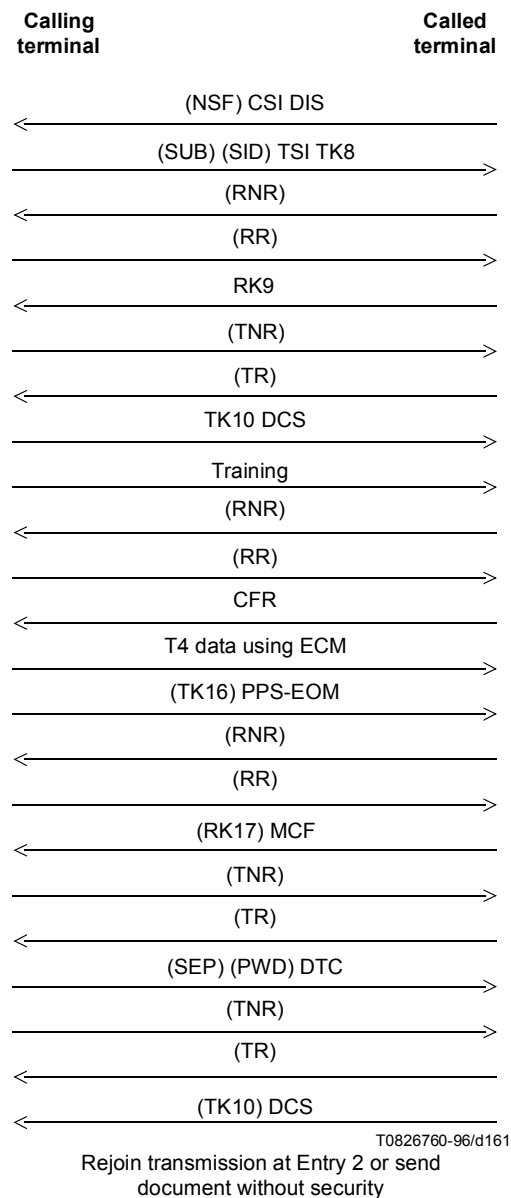 Calling Called
terminal terminal
(NSF) CSI DIS
(SUB) (SID) TSI TK8
(RNR)
(RR)
RK9
(TNR)
(TR)
TK10 DCS
Training
(RNR)
(RR)
CFR
T4 data using ECM
(TK16) PPS-EOM
(RNR)
(RR)
(RK17) MCF
(TNR)
(TR)
(SEP) (PWD) DTC
(TNR)
(TR)
(TK10) DCS
T0826760-96/d161
Rejoin transmission at Entry 2 or send
document without security